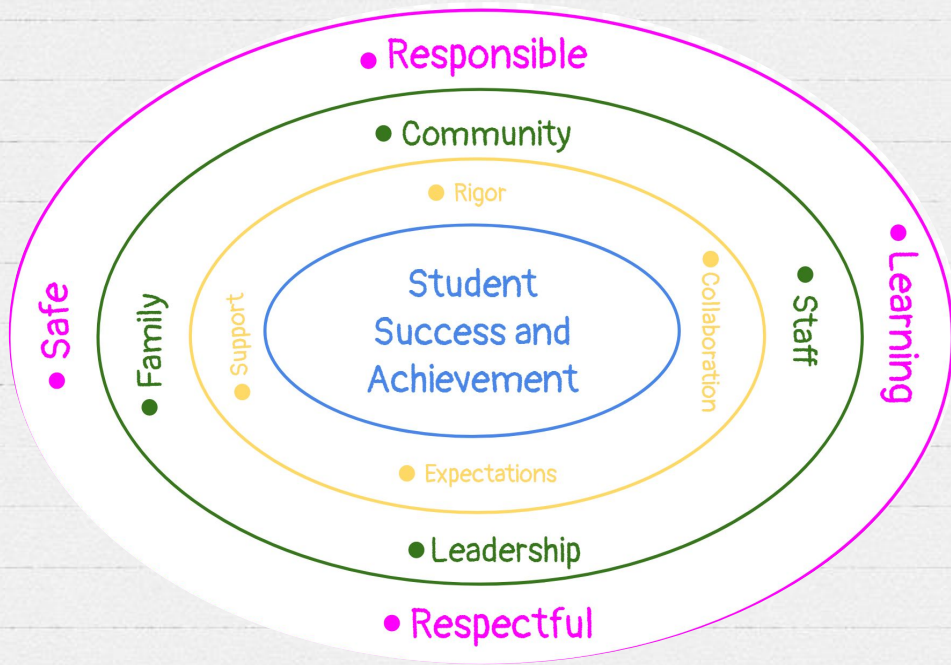 • Responsible
• Community
• Rigor
• Safe
• Family
• Support
Student
Success and
Achievement
• Collaboration
• Staff
• Learning
• Expectations
• Leadership
• Respectful